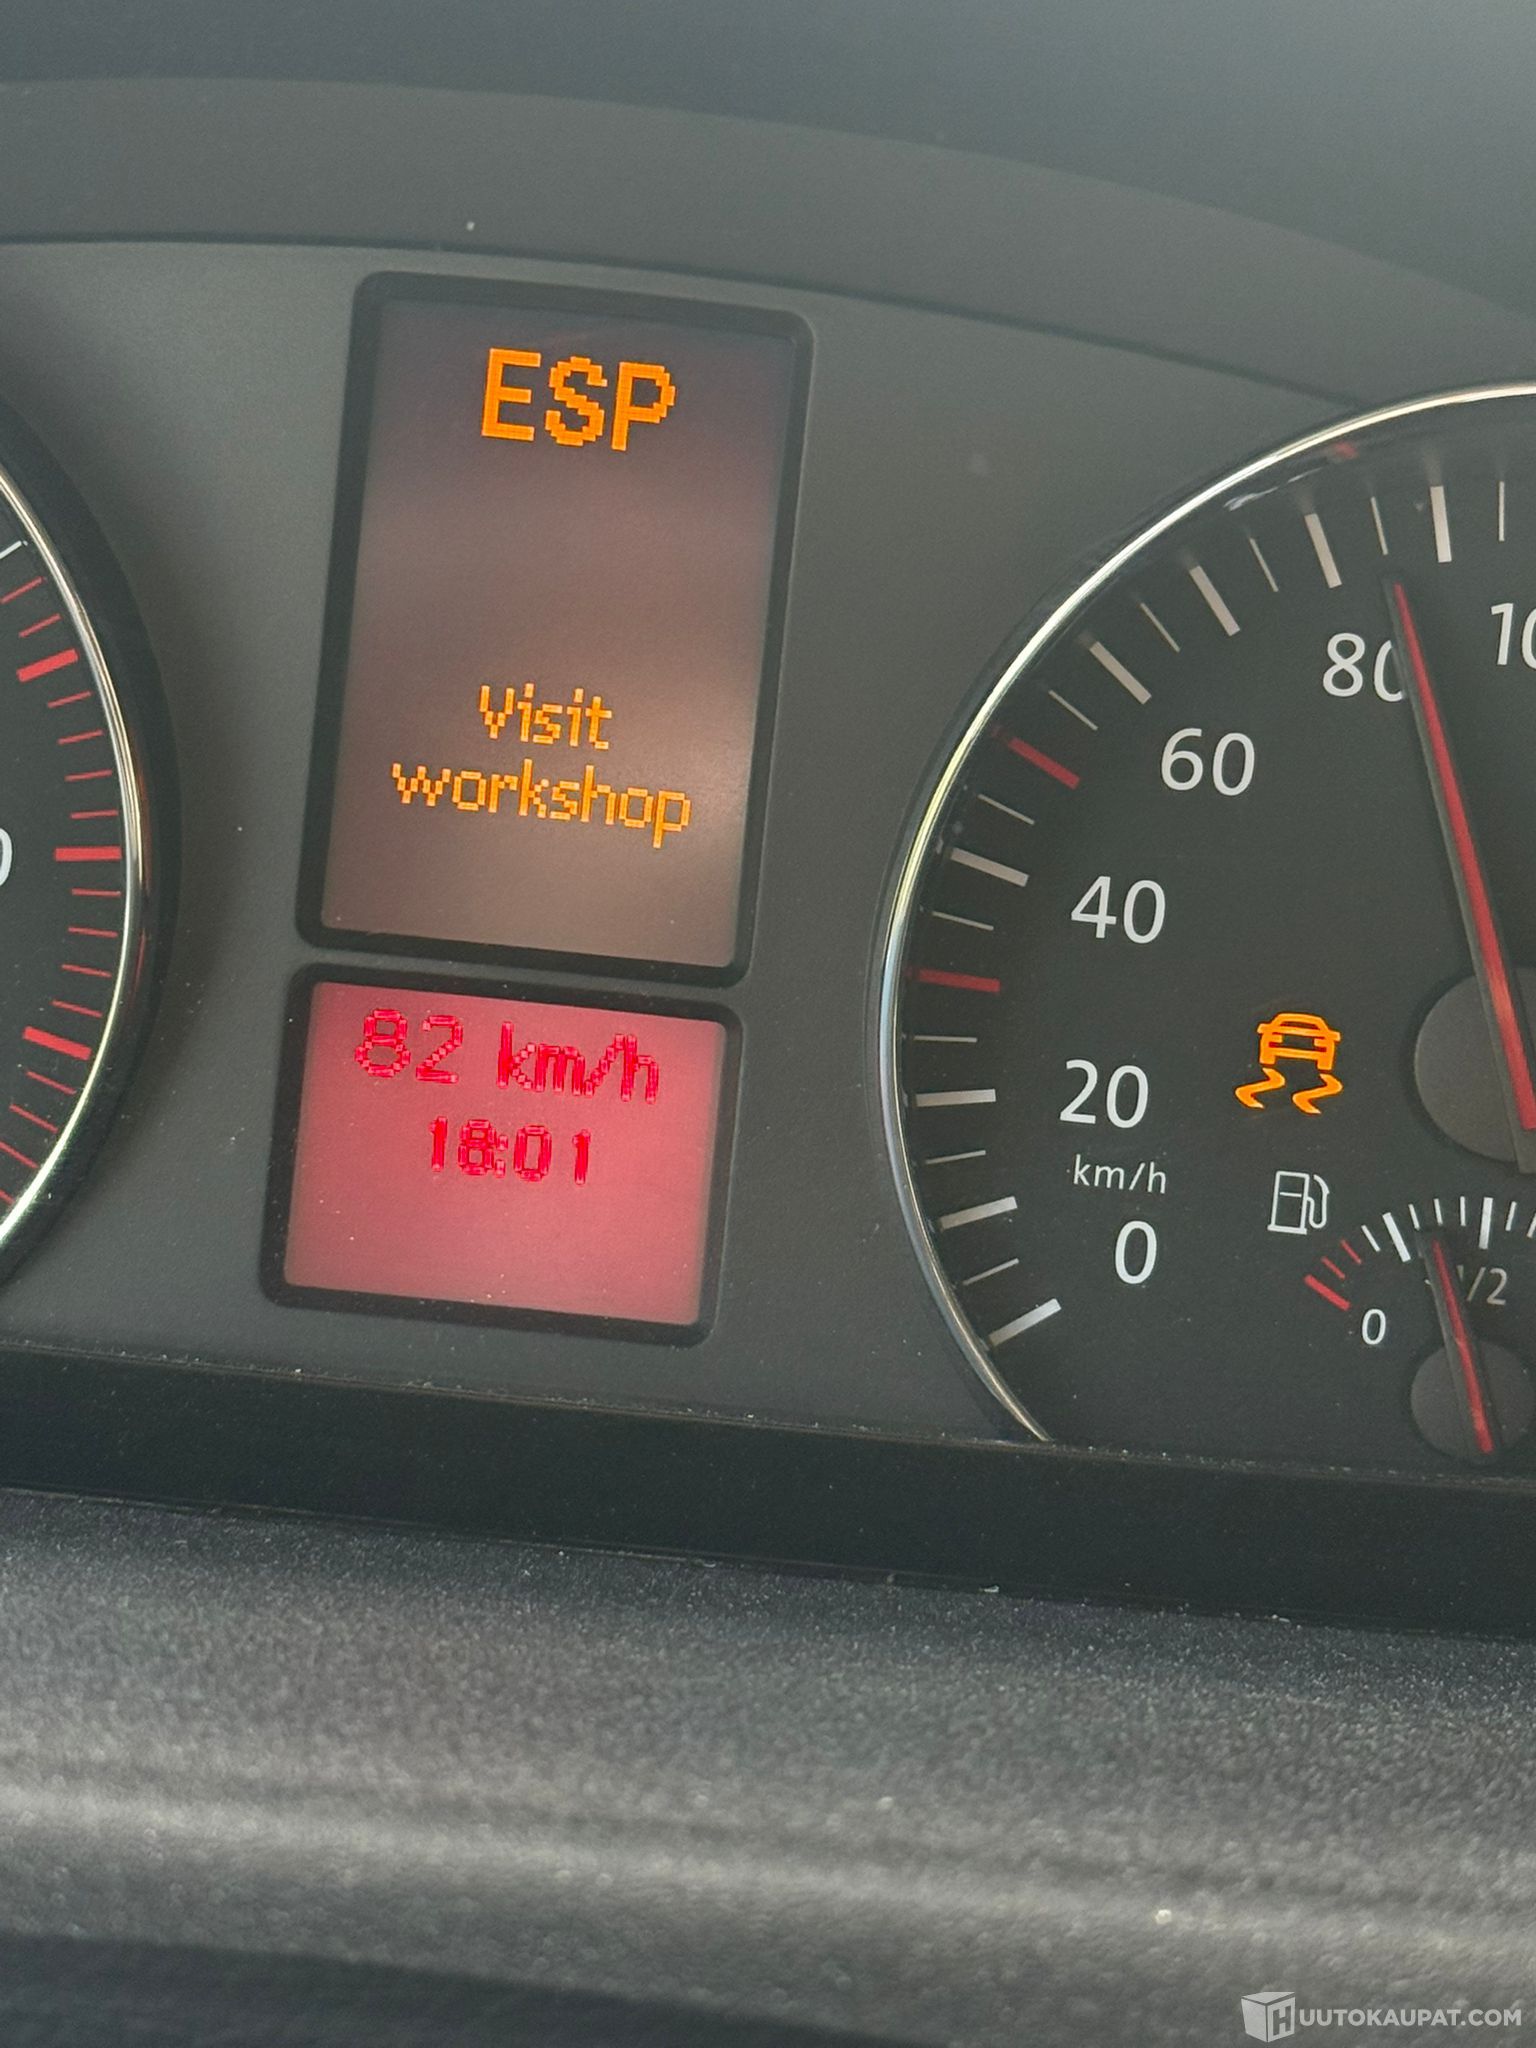 ESP
Visit
workshop
82 km/h
18:01
80
60
40
20
km/h
0
1/2
0
HUUTOKAUPAT.COM